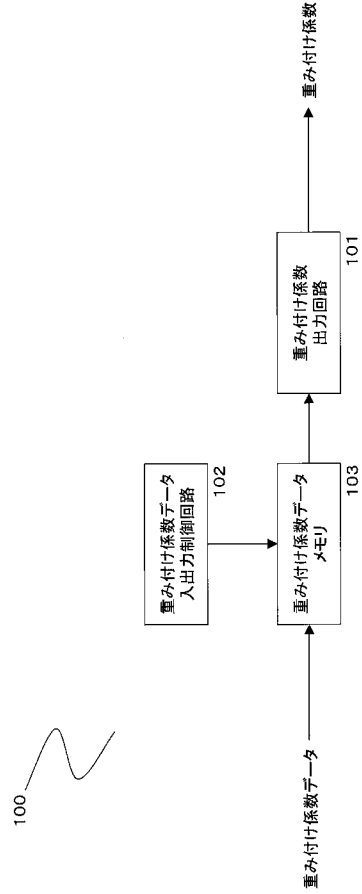 100
重み付け係数データ
入出力制御回路
102
重み付け係数データ
重み付け係数データ
メモリ
103
重み付け係数
出力回路
101
重み付け係数